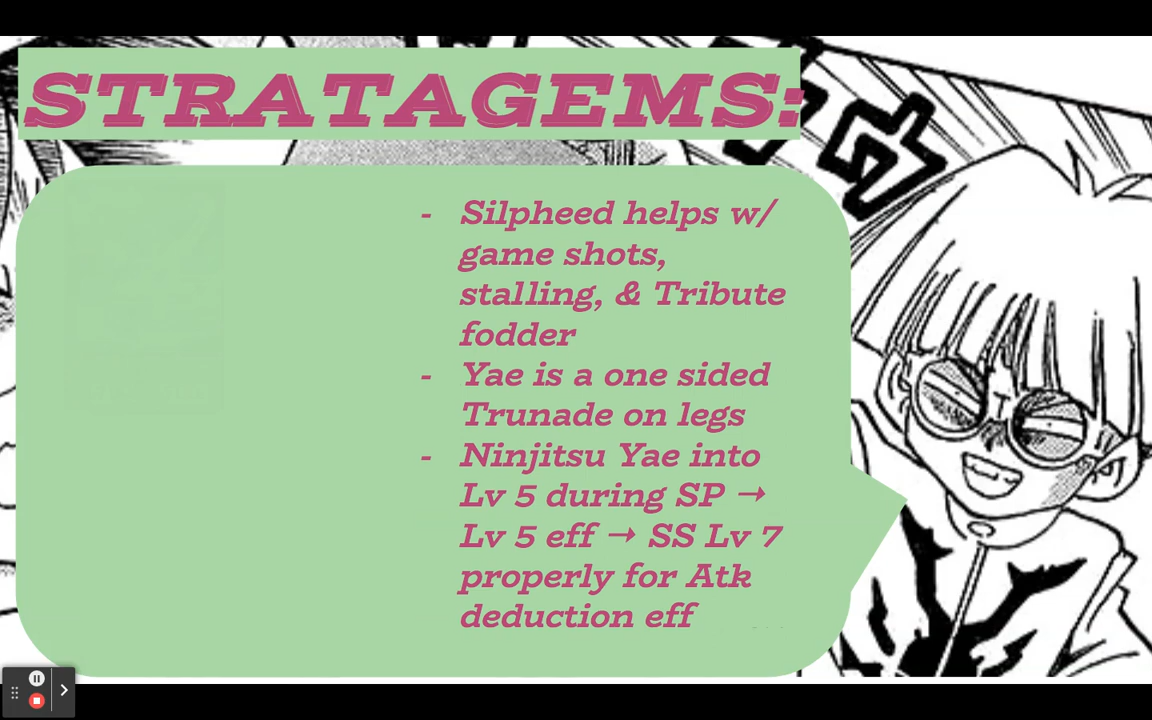 STRATAGEMS:
- Silpheed helps w/
game shots,
stalling, & Tribute
fodder
- Yae is a one sided
Trunade on legs
- Ninjitsu Yae into
Lv 5 during SP →
Lv 5 eff → SS Lv 7
properly for Atk
deduction eff